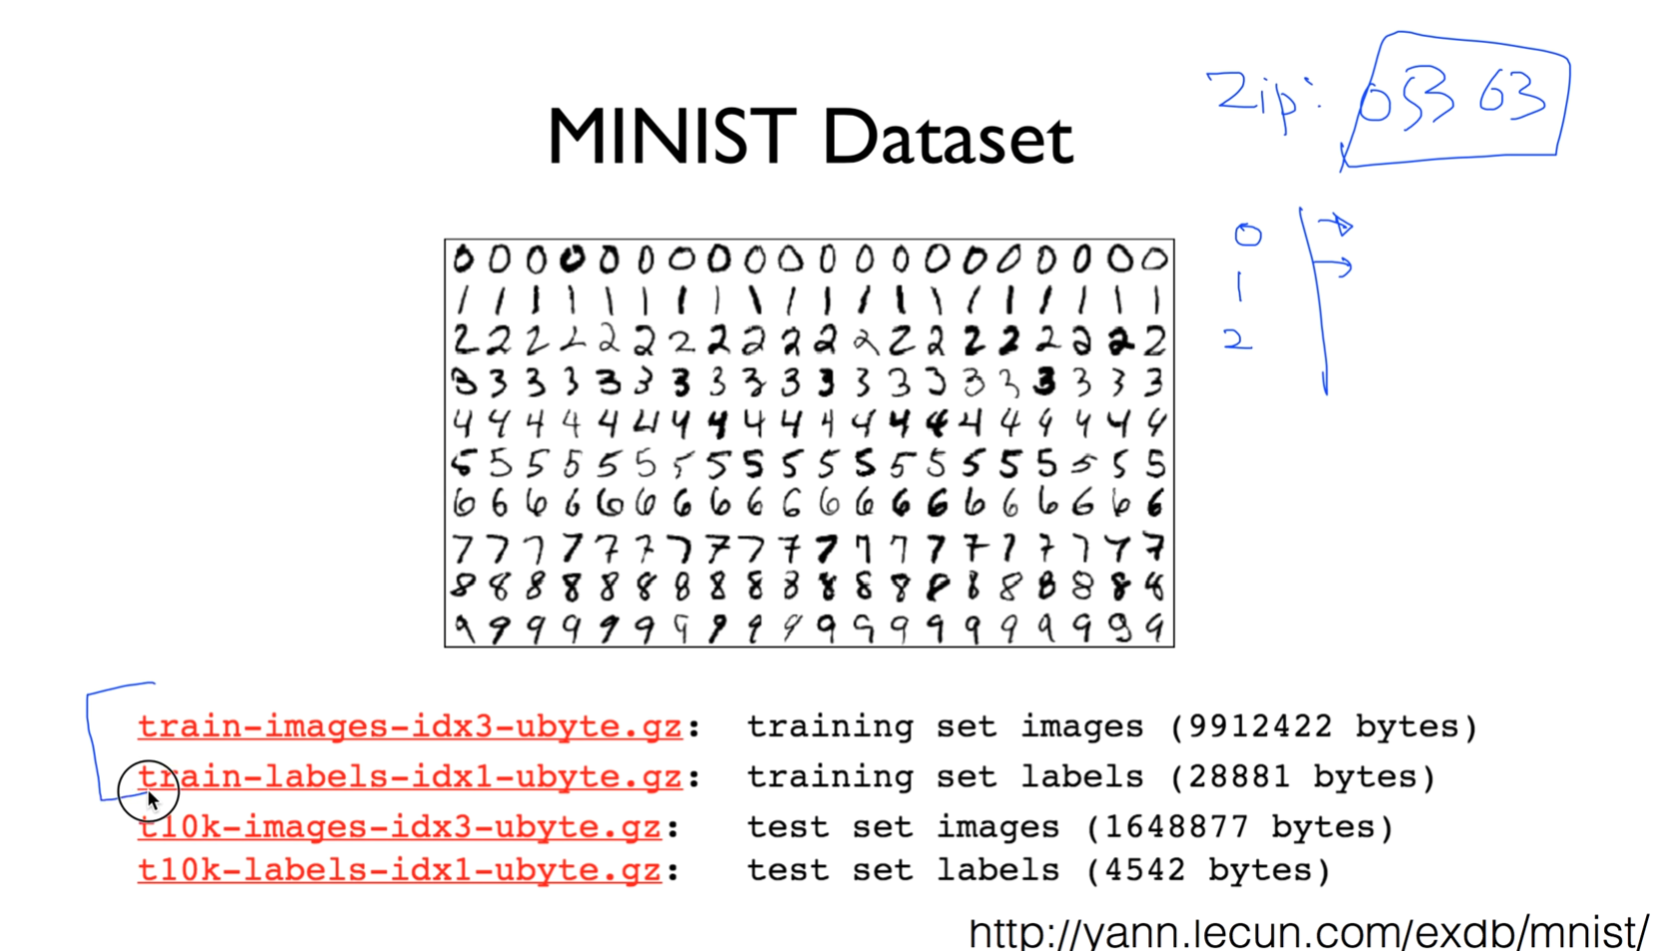 Zip: 053 63
MINIST Dataset
0
1
2
0 0 0 0 0 0 0 0 0 0 0 0 0 0 0 0 0 0 0 0
1 1 1 1 1 1 1 1 1 1 1 1 1 1 1 1 1 1 1 1
2 2 2 2 2 2 2 2 2 2 2 2 2 2 2 2 2 2 2 2
3 3 3 3 3 3 3 3 3 3 3 3 3 3 3 3 3 3 3 3
4 4 4 4 4 4 4 4 4 4 4 4 4 4 4 4 4 4 4 4
5 5 5 5 5 5 5 5 5 5 5 5 5 5 5 5 5 5 5 5
6 6 6 6 6 6 6 6 6 6 6 6 6 6 6 6 6 6 6 6
7 7 7 7 7 7 7 7 7 7 7 7 7 7 7 7 7 7 7 7
8 8 8 8 8 8 8 8 8 8 8 8 8 8 8 8 8 8 8 8
9 9 9 9 9 9 9 9 9 9 9 9 9 9 9 9 9 9 9 9
train-images-idx3-ubyte.gz: training set images (9912422 bytes)
train-labels-idx1-ubyte.gz: training set labels (28881 bytes)
t10k-images-idx3-ubyte.gz: test set images (1648877 bytes)
t10k-labels-idx1-ubyte.gz: test set labels (4542 bytes)
http://yann.lecun.com/exdb/mnist/